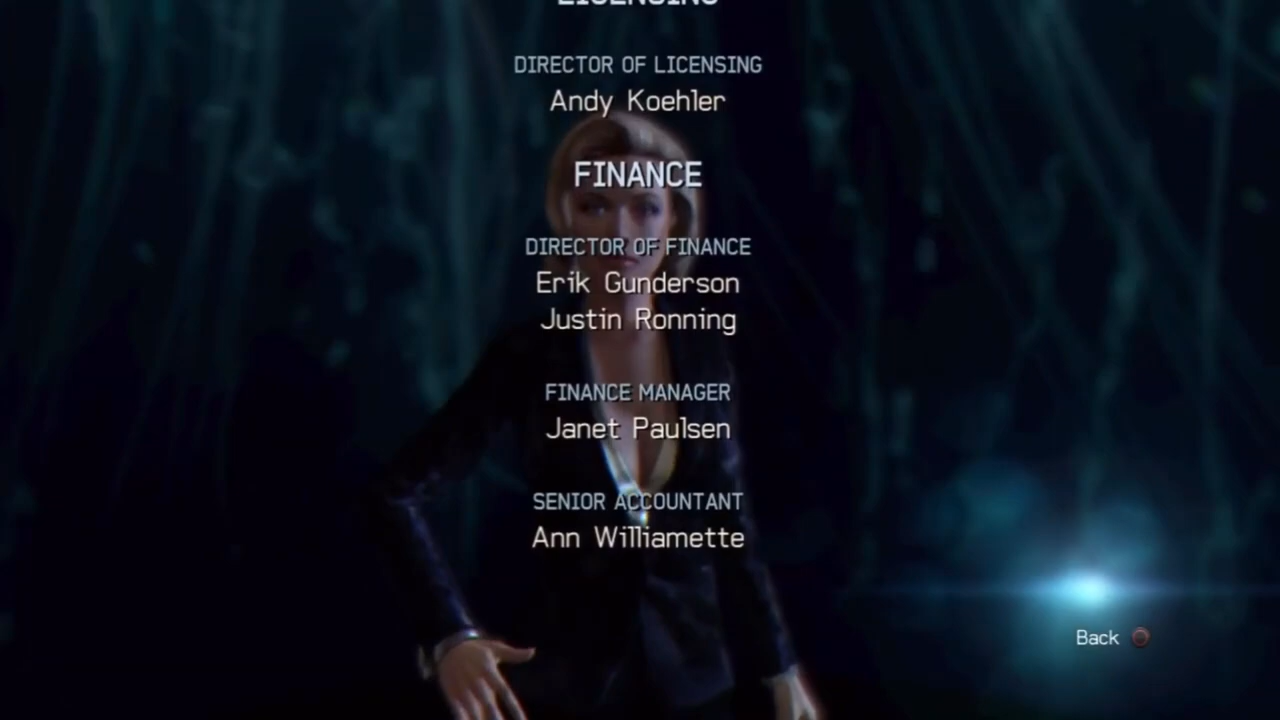 LICENSING
DIRECTOR OF LICENSING
Andy Koehler
FINANCE
DIRECTOR OF FINANCE
Erik Gunderson
Justin Ronning
FINANCE MANAGER
Janet Paulsen
SENIOR ACCOUNTANT
Ann Williamette
Back